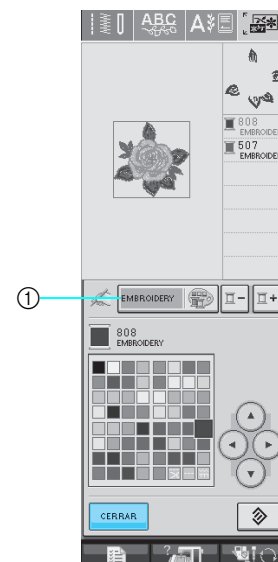 ABC A
808
EMBROIDE
507
EMBROIDE
1
EMBROIDERY
- +
808
EMBROIDERY
CERRAR
?